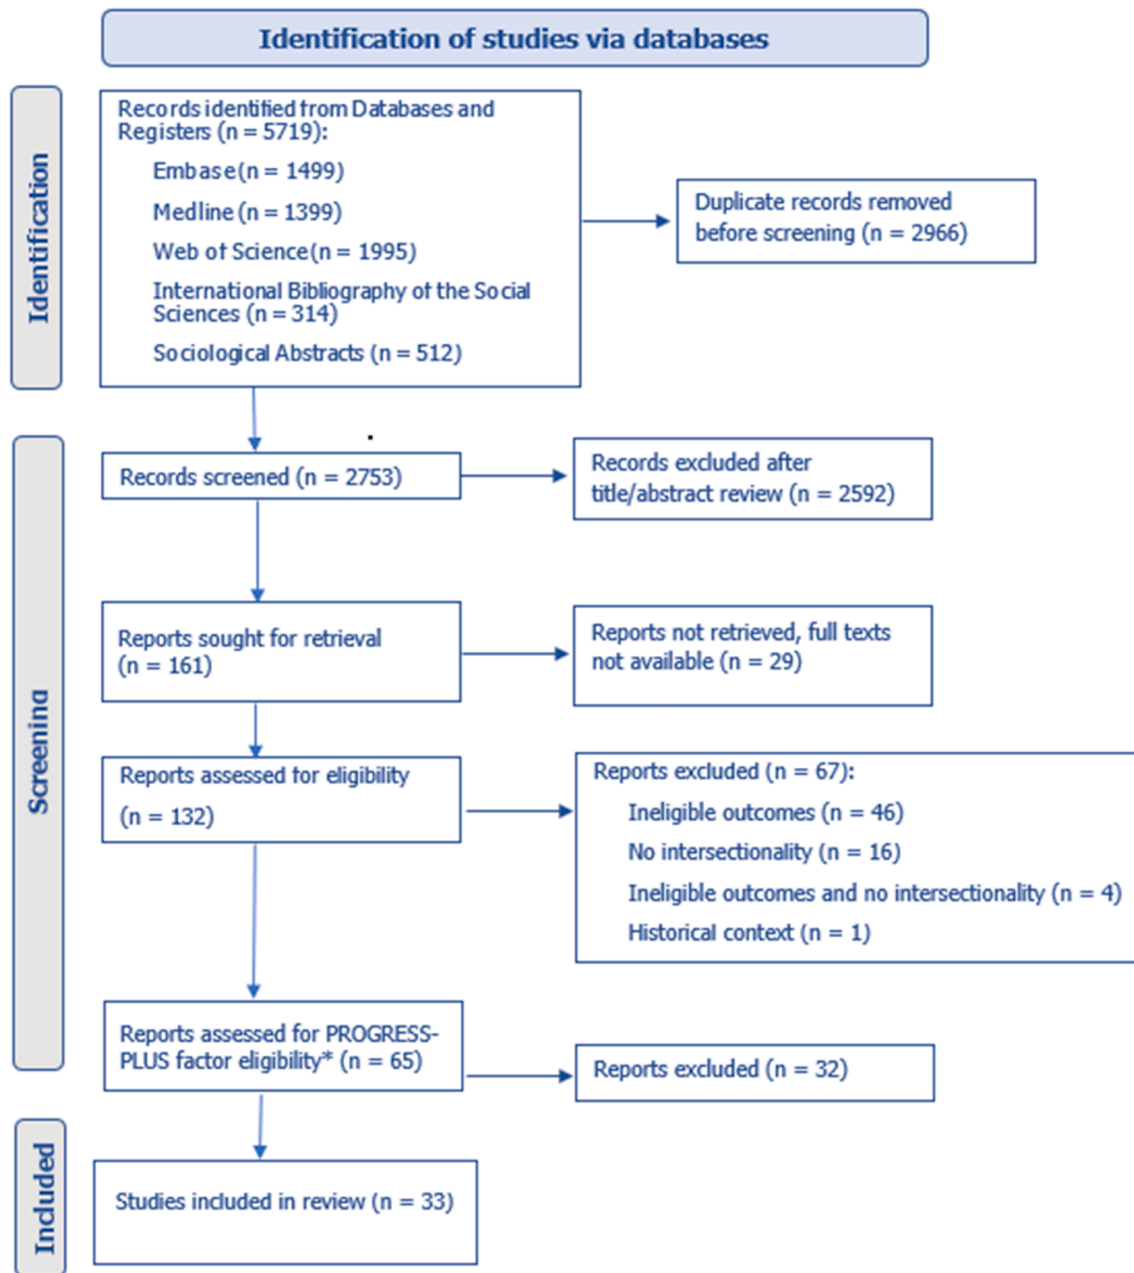 Identification of studies via databases
Identification
Records identified from Databases and
Registers (n = 5719):
Embase (n = 1499)
Medline (n = 1399)
Web of Science (n = 1995)
International Bibliography of the Social
Sciences (n = 314)
Sociological Abstracts (n = 512)
Duplicate records removed
before screening (n = 2966)
Screening
Records screened (n = 2753)
Records excluded after
title/abstract review (n = 2592)
Reports sought for retrieval
(n = 161)
Reports not retrieved, full texts
not available (n = 29)
Reports assessed for eligibility
(n = 132)
Reports excluded (n = 67):
Ineligible outcomes (n = 46)
No intersectionality (n = 16)
Ineligible outcomes and no intersectionality (n = 4)
Historical context (n = 1)
Reports assessed for PROGRESS-
PLUS factor eligibility* (n = 65)
Reports excluded (n = 32)
Included
Studies included in review (n = 33)